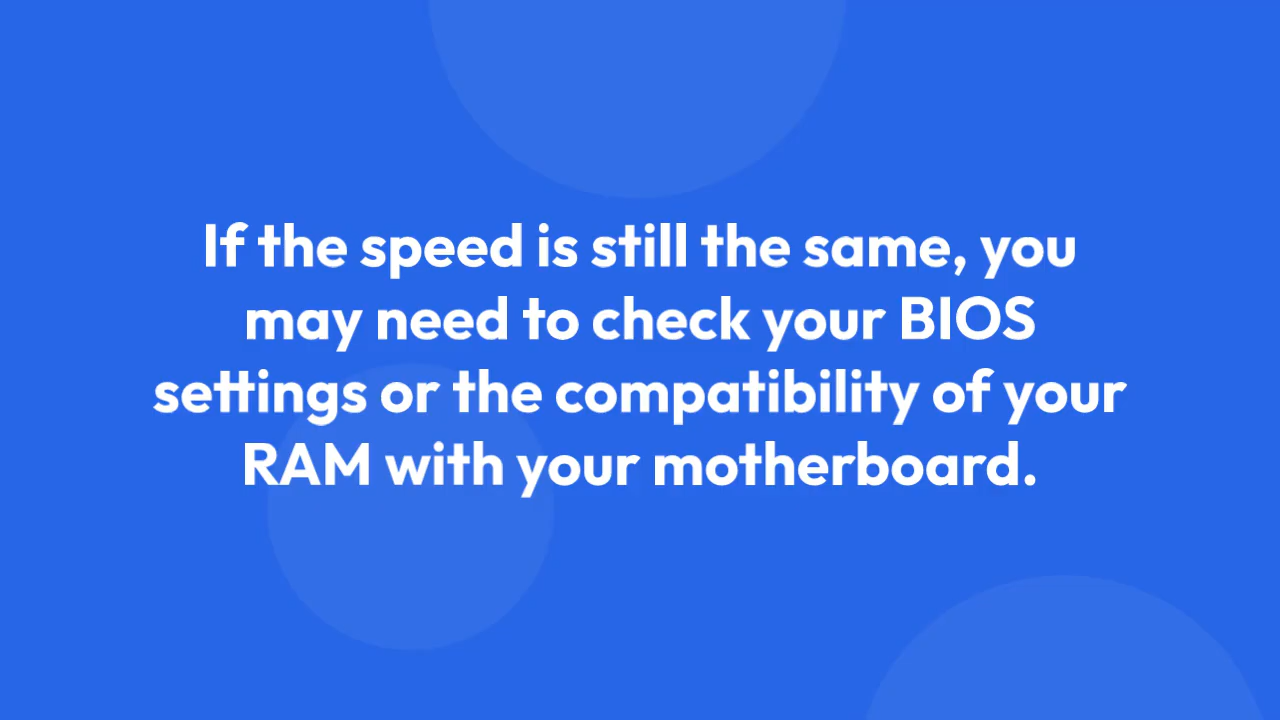 If the speed is still the same, you
may need to check your BIOS
settings or the compatibility of your
RAM with your motherboard.